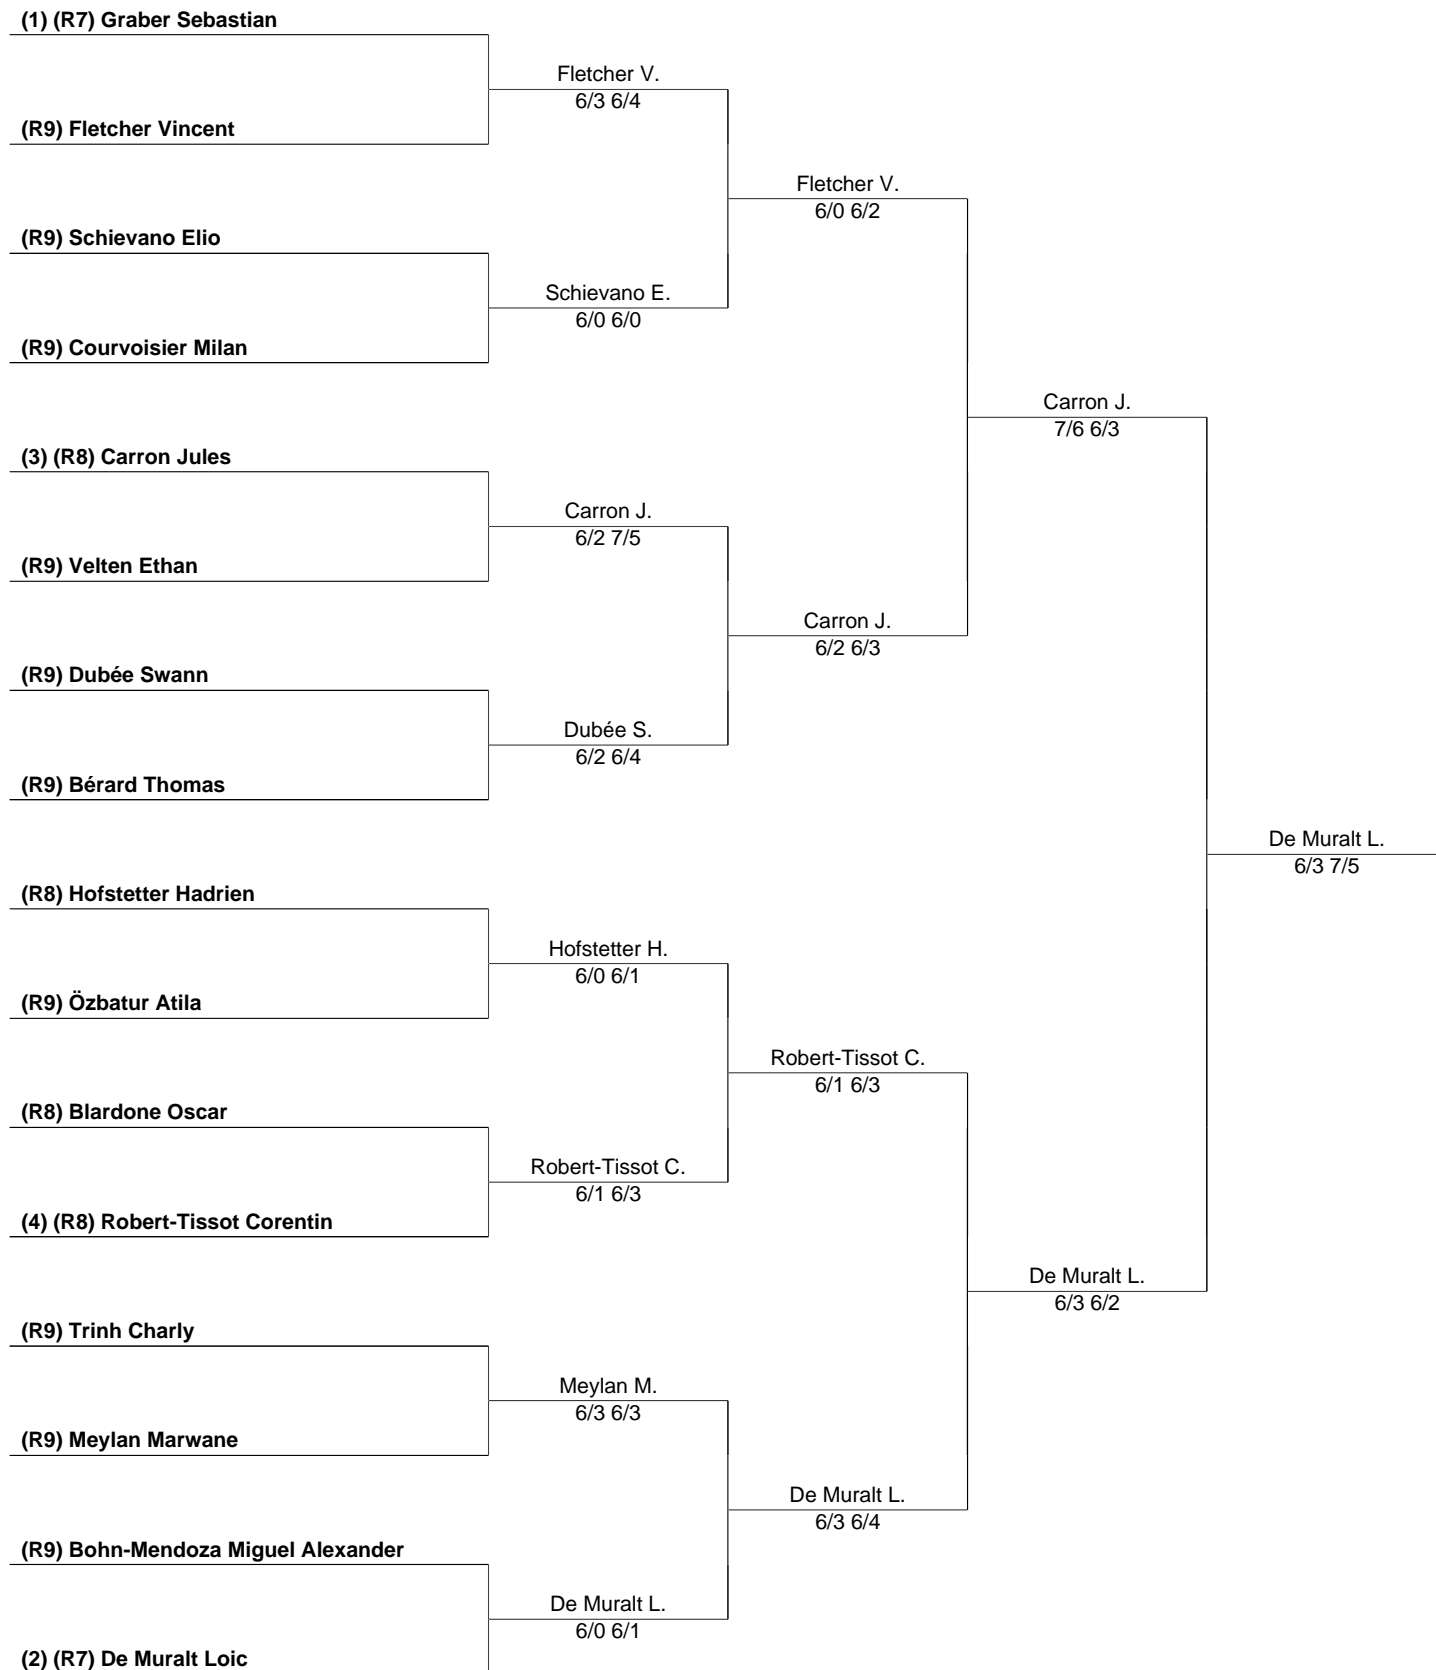 (1) (R7) Graber Sebastian
Fletcher V.
6/3 6/4
(R9) Fletcher Vincent
Fletcher V.
6/0 6/2
(R9) Schievano Elio
Schievano E.
6/0 6/0
(R9) Courvoisier Milan
Carron J.
7/6 6/3
(3) (R8) Carron Jules
Carron J.
6/2 7/5
(R9) Velten Ethan
Carron J.
6/2 6/3
(R9) Dubée Swann
Dubée S.
6/2 6/4
(R9) Bérard Thomas
De Muralt L.
6/3 7/5
(R8) Hofstetter Hadrien
Hofstetter H.
6/0 6/1
(R9) Özbatur Atila
Robert-Tissot C.
6/1 6/3
(R8) Blardone Oscar
Robert-Tissot C.
6/1 6/3
(4) (R8) Robert-Tissot Corentin
De Muralt L.
6/3 6/2
(R9) Trinh Charly
Meylan M.
6/3 6/3
(R9) Meylan Marwane
De Muralt L.
6/3 6/4
(R9) Bohn-Mendoza Miguel Alexander
De Muralt L.
6/0 6/1
(2) (R7) De Muralt Loic